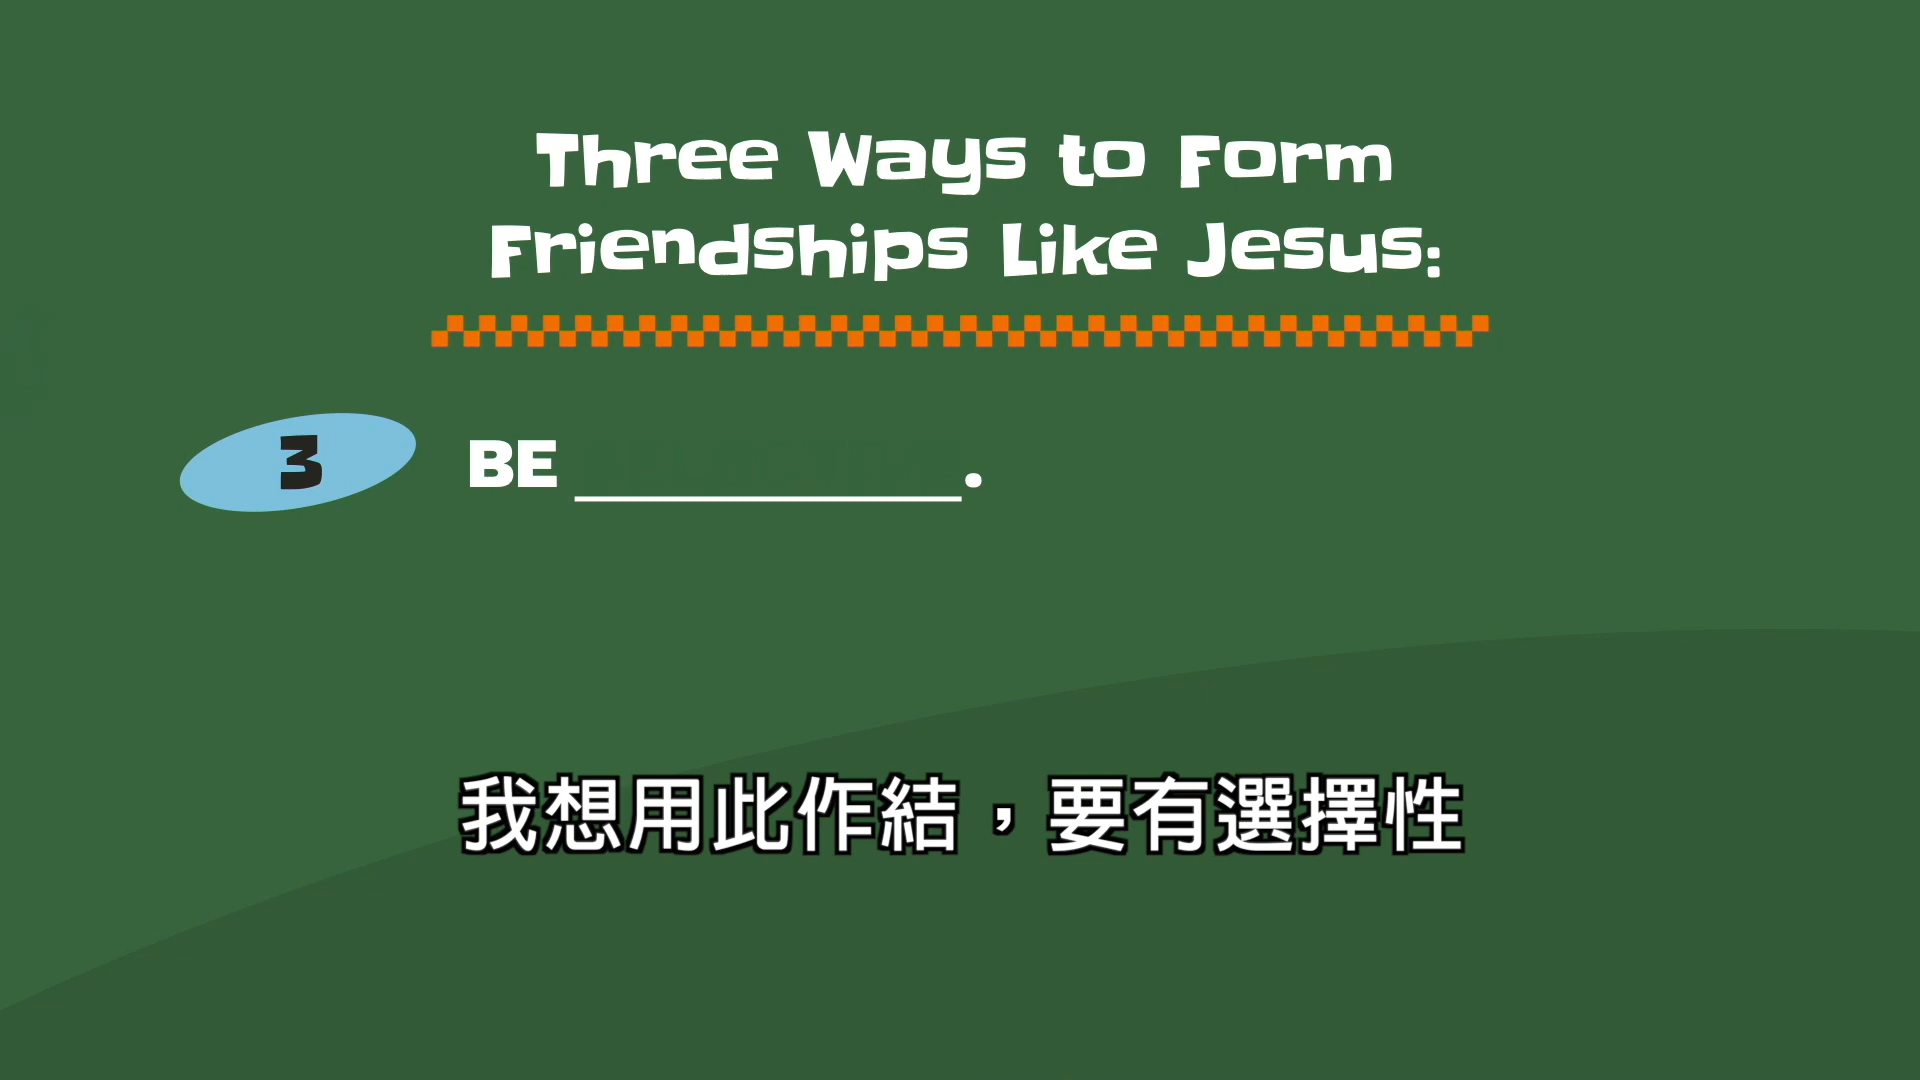 Three Ways to Form
Friendships Like Jesus:
3 BE __________.
我想用此作結，要有選擇性